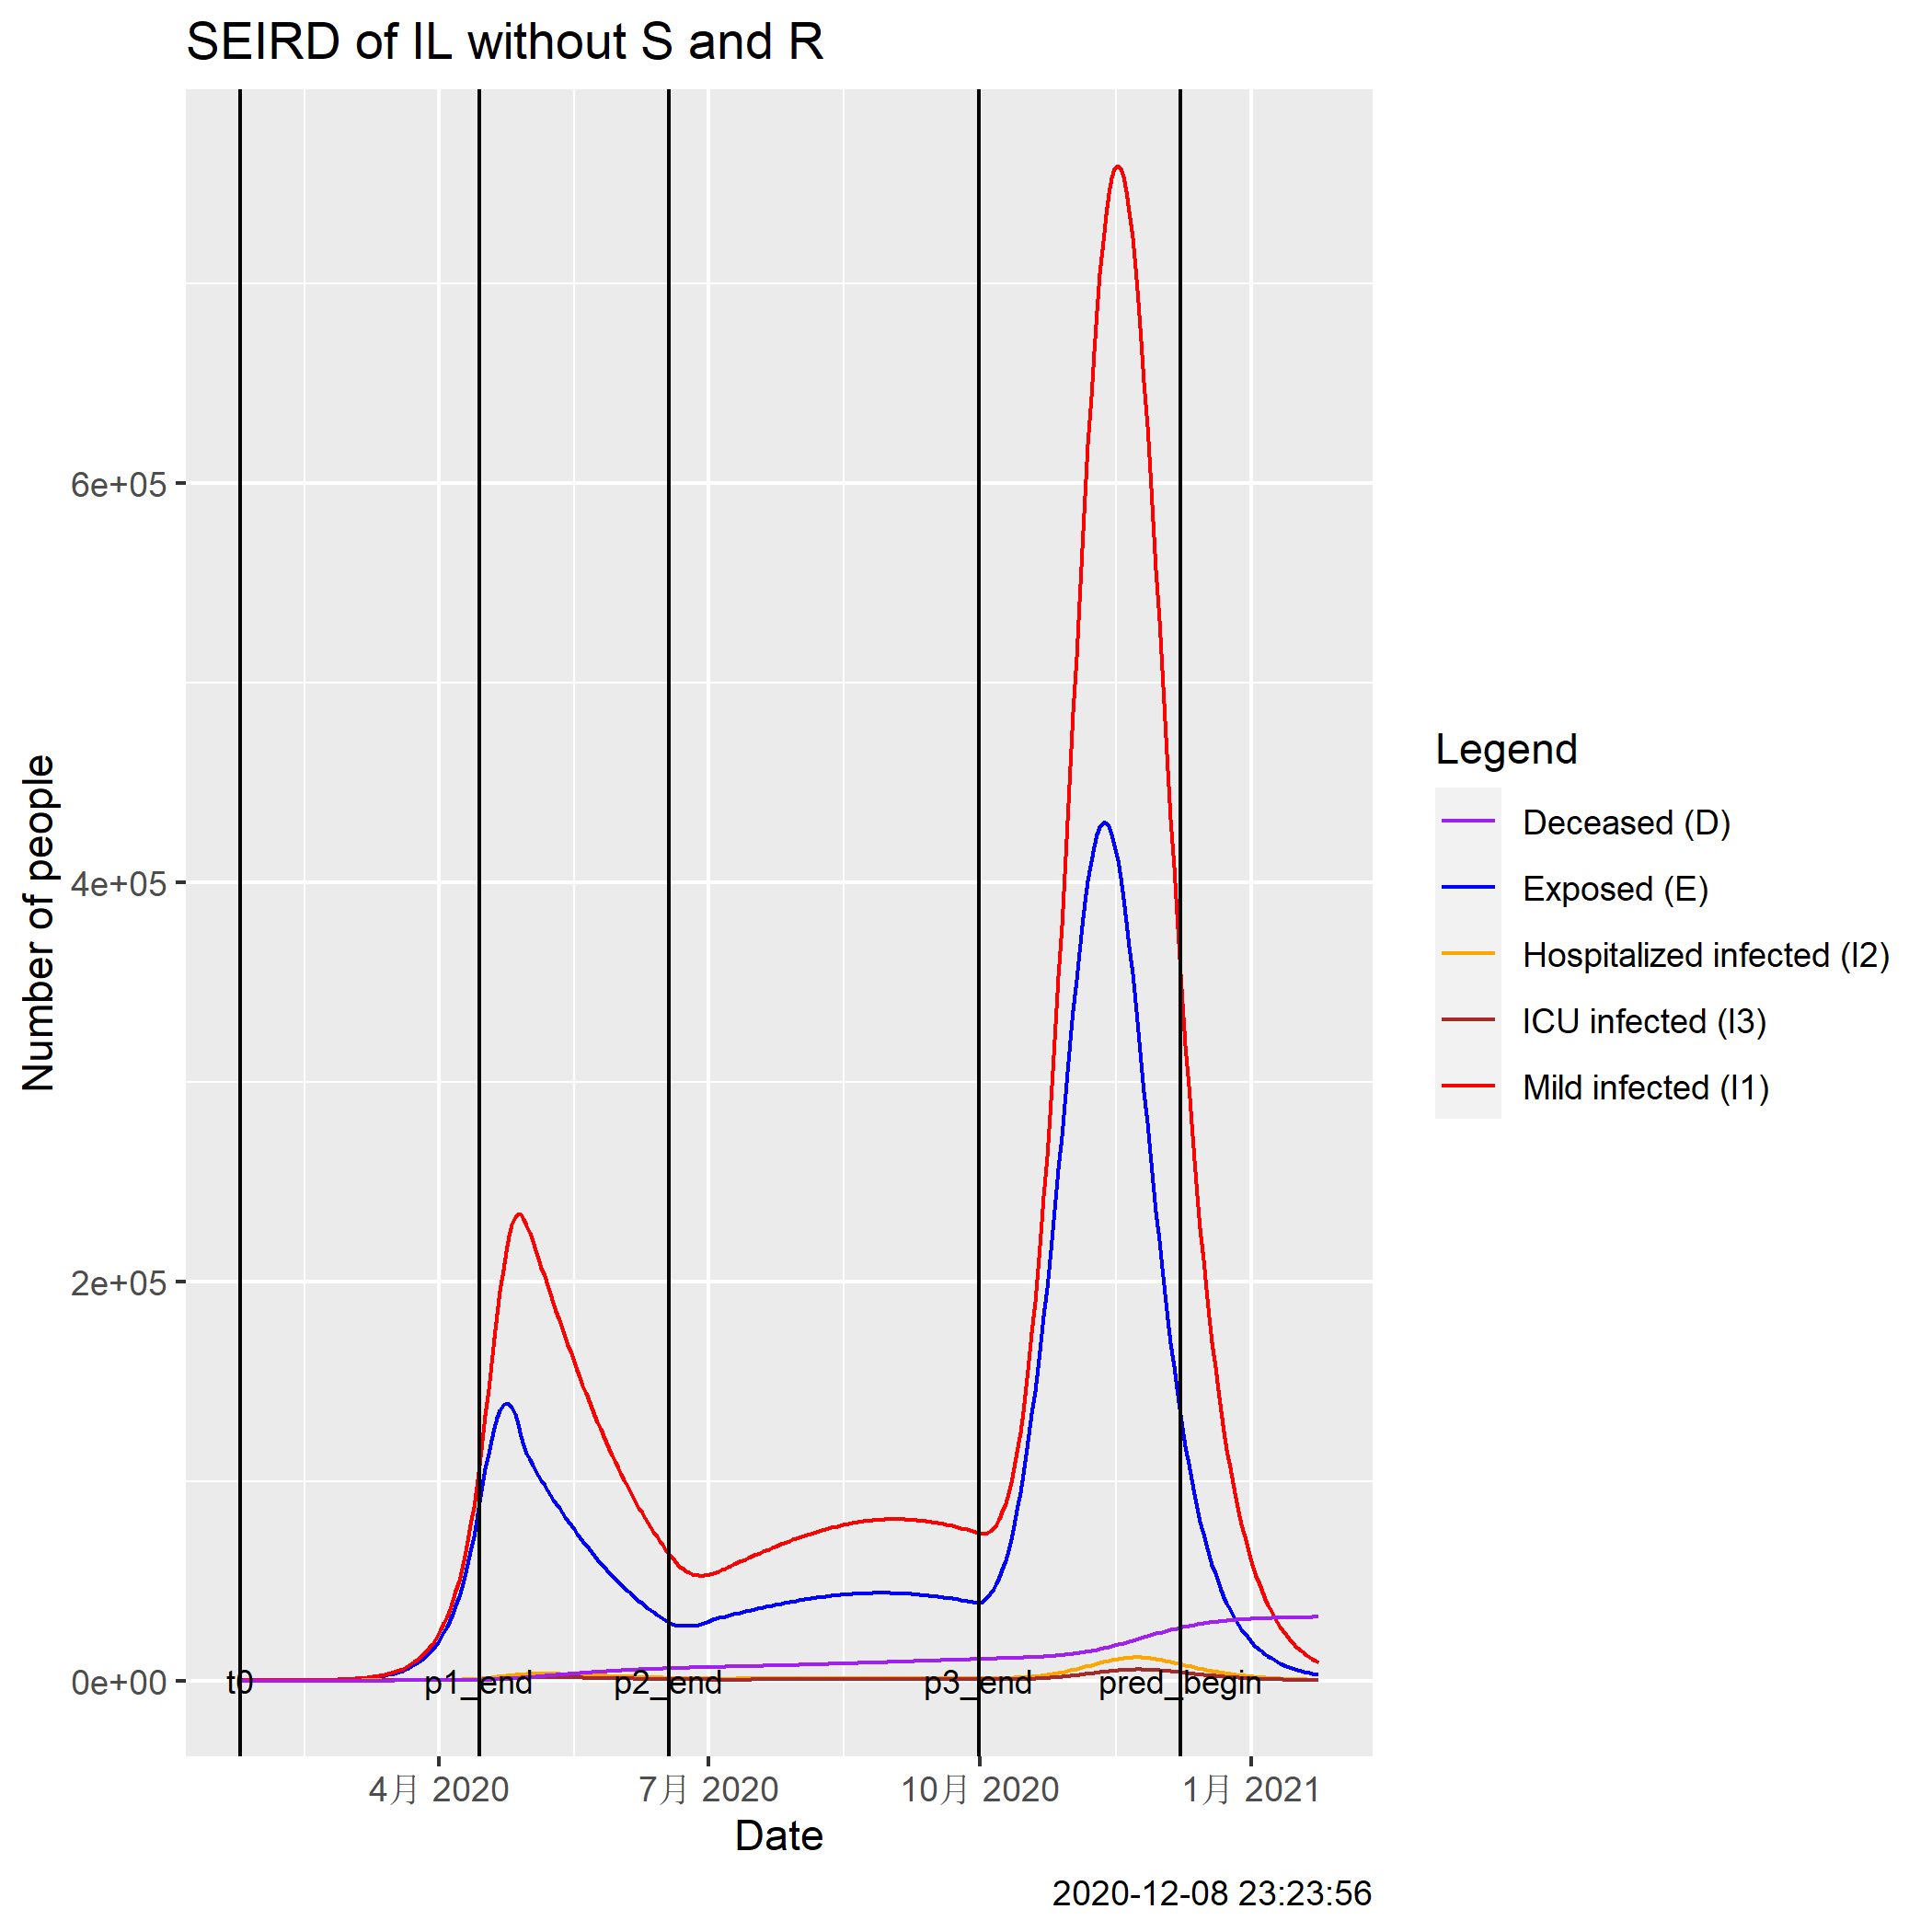 SEIRD of IL without S and R
Number of people
6e+05
4e+05
2e+05
0e+00
t0
p1_end
p2_end
p3_end
pred_begin
4月 2020
7月 2020
10月 2020
1月 2021
Date
2020-12-08 23:23:56
Legend
Deceased (D)
Exposed (E)
Hospitalized infected (I2)
ICU infected (I3)
Mild infected (I1)